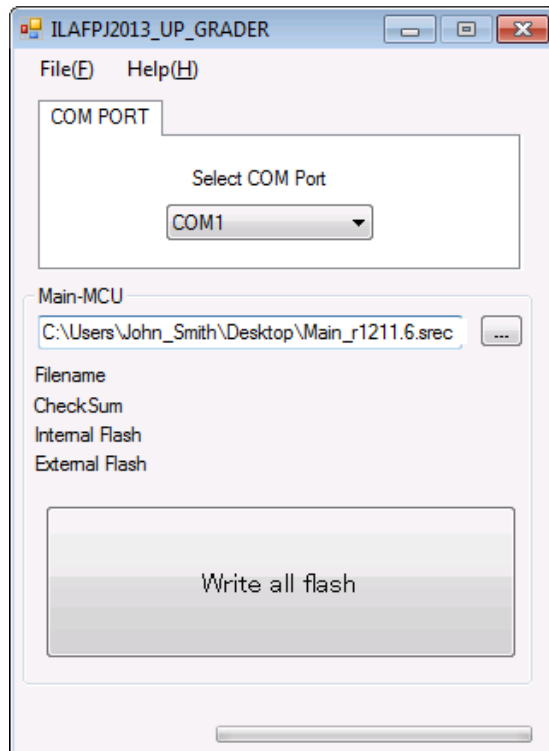 ILAFPJ2013_UP_GRADER
File(F) Help(H)
COM PORT
Select COM Port
COM1
Main-MCU
C:\Users\John_Smith\Desktop\Main_r1211.6.srec ...
Filename
CheckSum
Internal Flash
External Flash
Write all flash